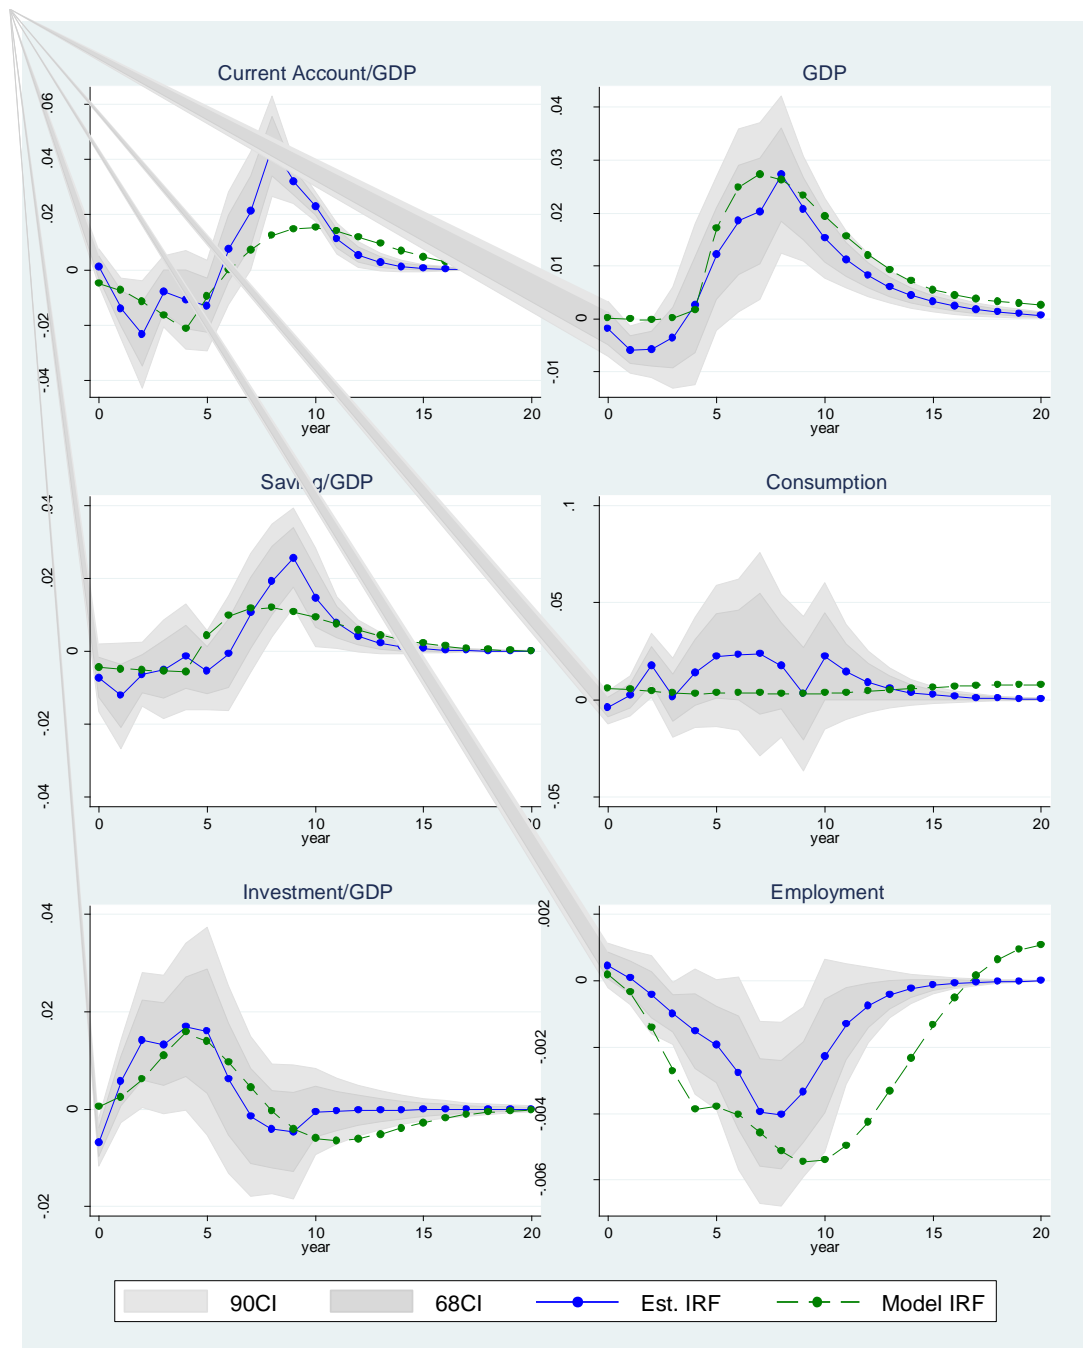 Current Account/GDP
.06
.04
.02
0
-.02
-.04
0 5 10 15 20
year
GDP
.04
.03
.02
.01
0
-.01
0 5 10 15 20
year
Saving/GDP
.04
.02
0
-.02
-.04
0 5 10 15 20
year
Consumption
.1
.05
0
-.05
0 5 10 15 20
year
Investment/GDP
.04
.02
0
-.02
0 5 10 15 20
year
Employment
.002
0
-.002
-.004
-.006
0 5 10 15 20
year
90CI 68CI Est. IRF Model IRF